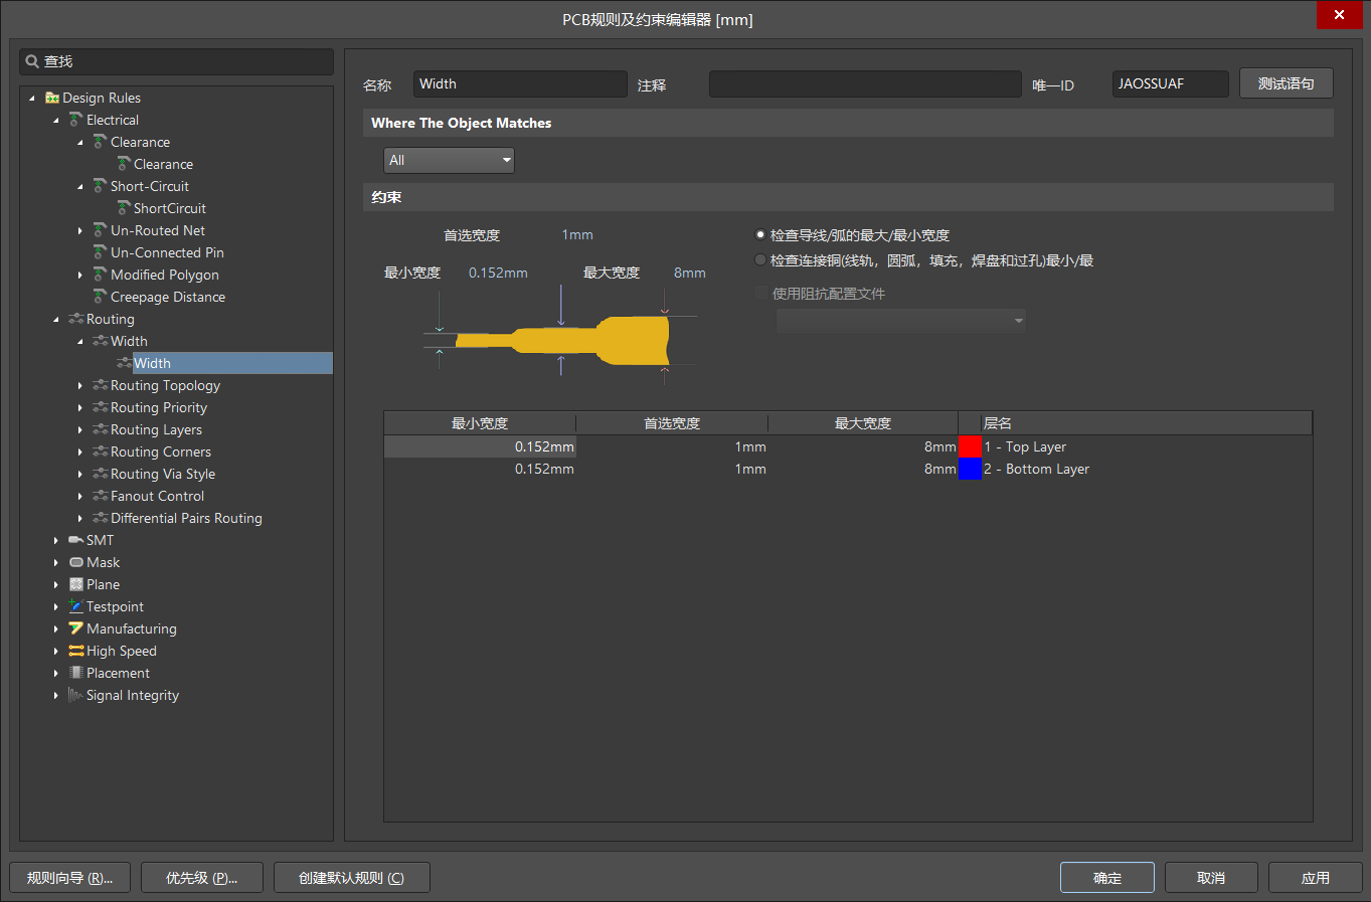 PCB规则及约束编辑器 [mm]
查找
Design Rules
Electrical
Clearance
Clearance
Short-Circuit
ShortCircuit
Un-Routed Net
Un-Connected Pin
Modified Polygon
Creepage Distance
Routing
Width
Width
Routing Topology
Routing Priority
Routing Layers
Routing Corners
Routing Via Style
Fanout Control
Differential Pairs Routing
SMT
Mask
Plane
Testpoint
Manufacturing
High Speed
Placement
Signal Integrity
名称 Width 注释 唯一ID JAOSSUAF 测试语句
Where The Object Matches
All
约束
首选宽度 1mm
最小宽度 0.152mm 最大宽度 8mm
检查导线/弧的最大/最小宽度
检查连接铜(线轨，圆弧，填充，焊盘和过孔)最小/最
使用阻抗配置文件
最小宽度 首选宽度 最大宽度 层名
0.152mm 1mm 8mm 1 - Top Layer
0.152mm 1mm 8mm 2 - Bottom Layer
规则向导 (R)... 优先级 (P)... 创建默认规则 (C) 确定 取消 应用